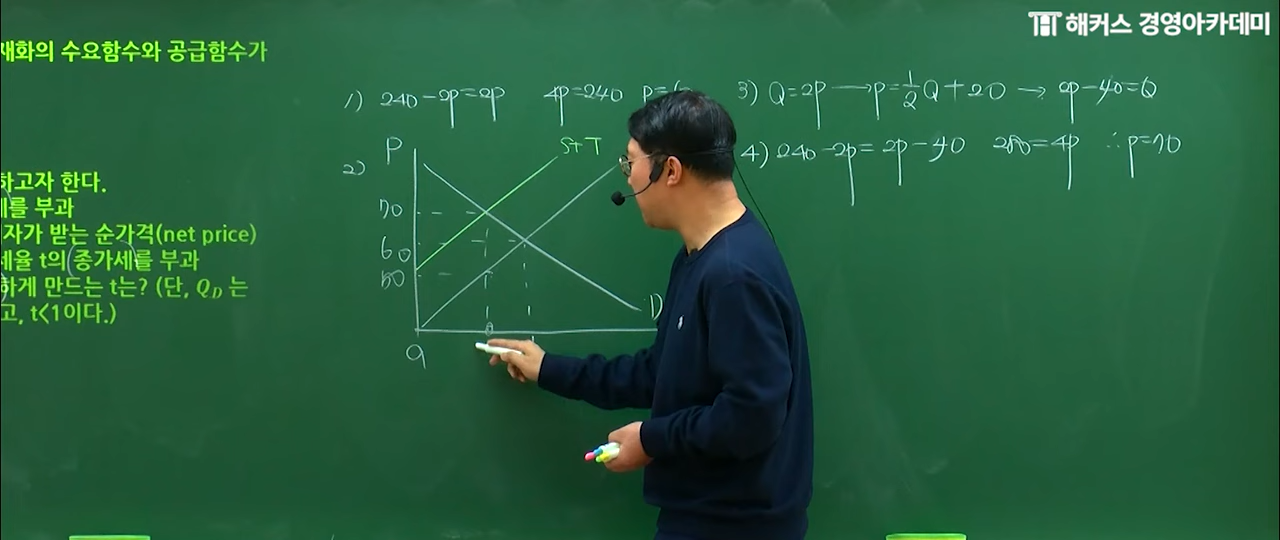 해커스 경영아카데미
재화의 수요함수와 공급함수가
하고자 한다.
를 부과
자가 받는 순가격(net price)
세율 t의 종가세를 부과
하게 만드는 t는? (단, Q_D 는
고, t<1이다.)
1) 240-2p=2p 4p=240 p=6
2) P
S+T
70
60
50
D
3) Q=2p → p=1/2Q+20 → 2p-40=Q
4) 240-2p=2p-40 280=4p ∴p=70